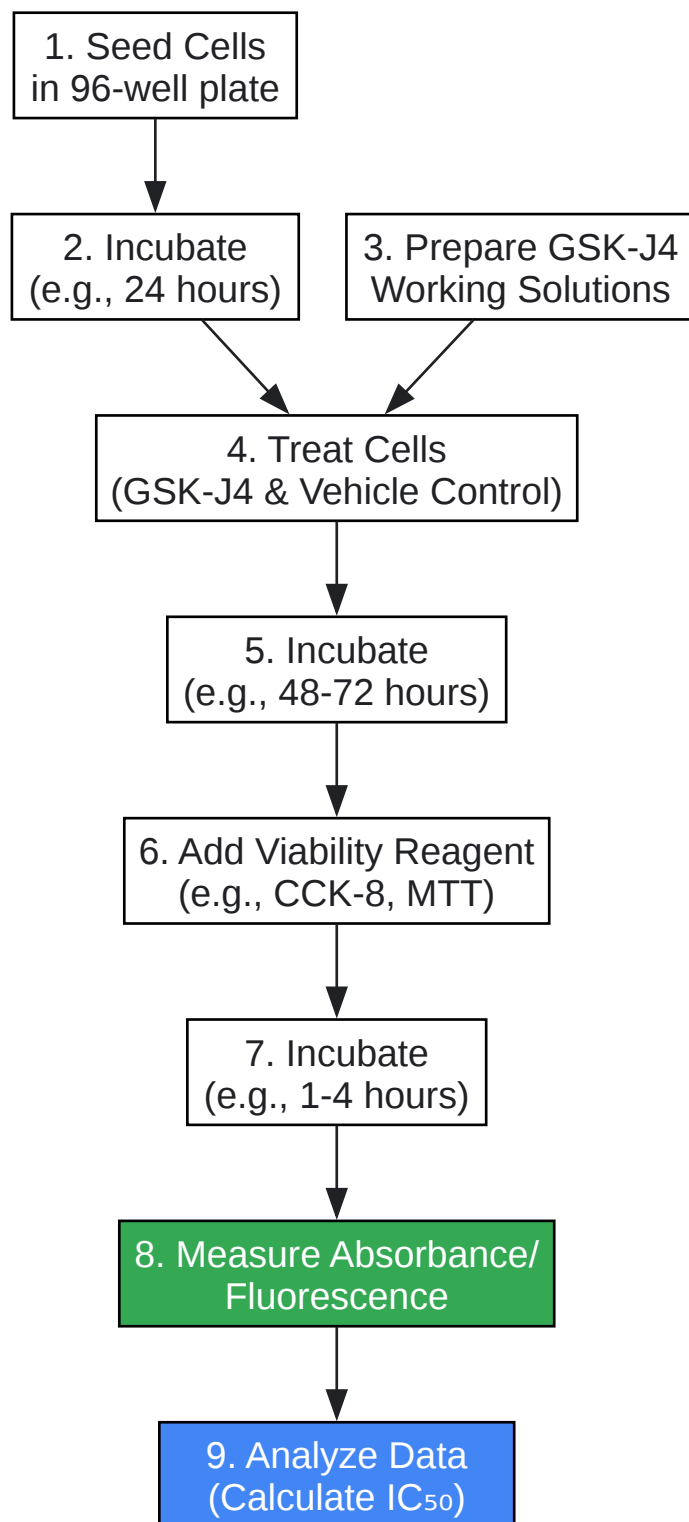 1. Seed Cells
in 96-well plate
2. Incubate
(e.g., 24 hours)
3. Prepare GSK-J4
Working Solutions
4. Treat Cells
(GSK-J4 & Vehicle Control)
5. Incubate
(e.g., 48-72 hours)
6. Add Viability Reagent
(e.g., CCK-8, MTT)
7. Incubate
(e.g., 1-4 hours)
8. Measure Absorbance/
Fluorescence
9. Analyze Data
(Calculate IC₅₀)